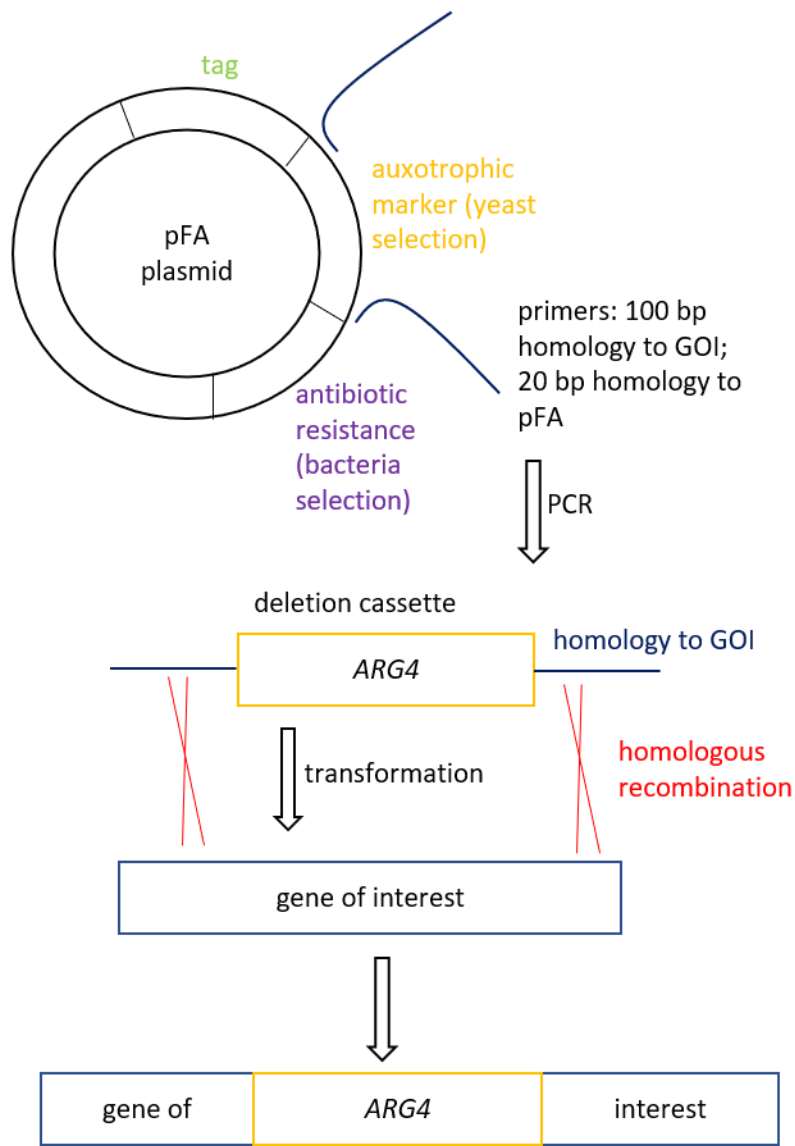 tag
auxotrophic
marker (yeast
selection)
pFA
plasmid
primers: 100 bp
homology to GOI;
20 bp homology to
pFA
antibiotic
resistance
(bacteria
selection)
PCR
deletion cassette
homology to GOI
ARG4
transformation
homologous
recombination
gene of interest
gene of ARG4 interest